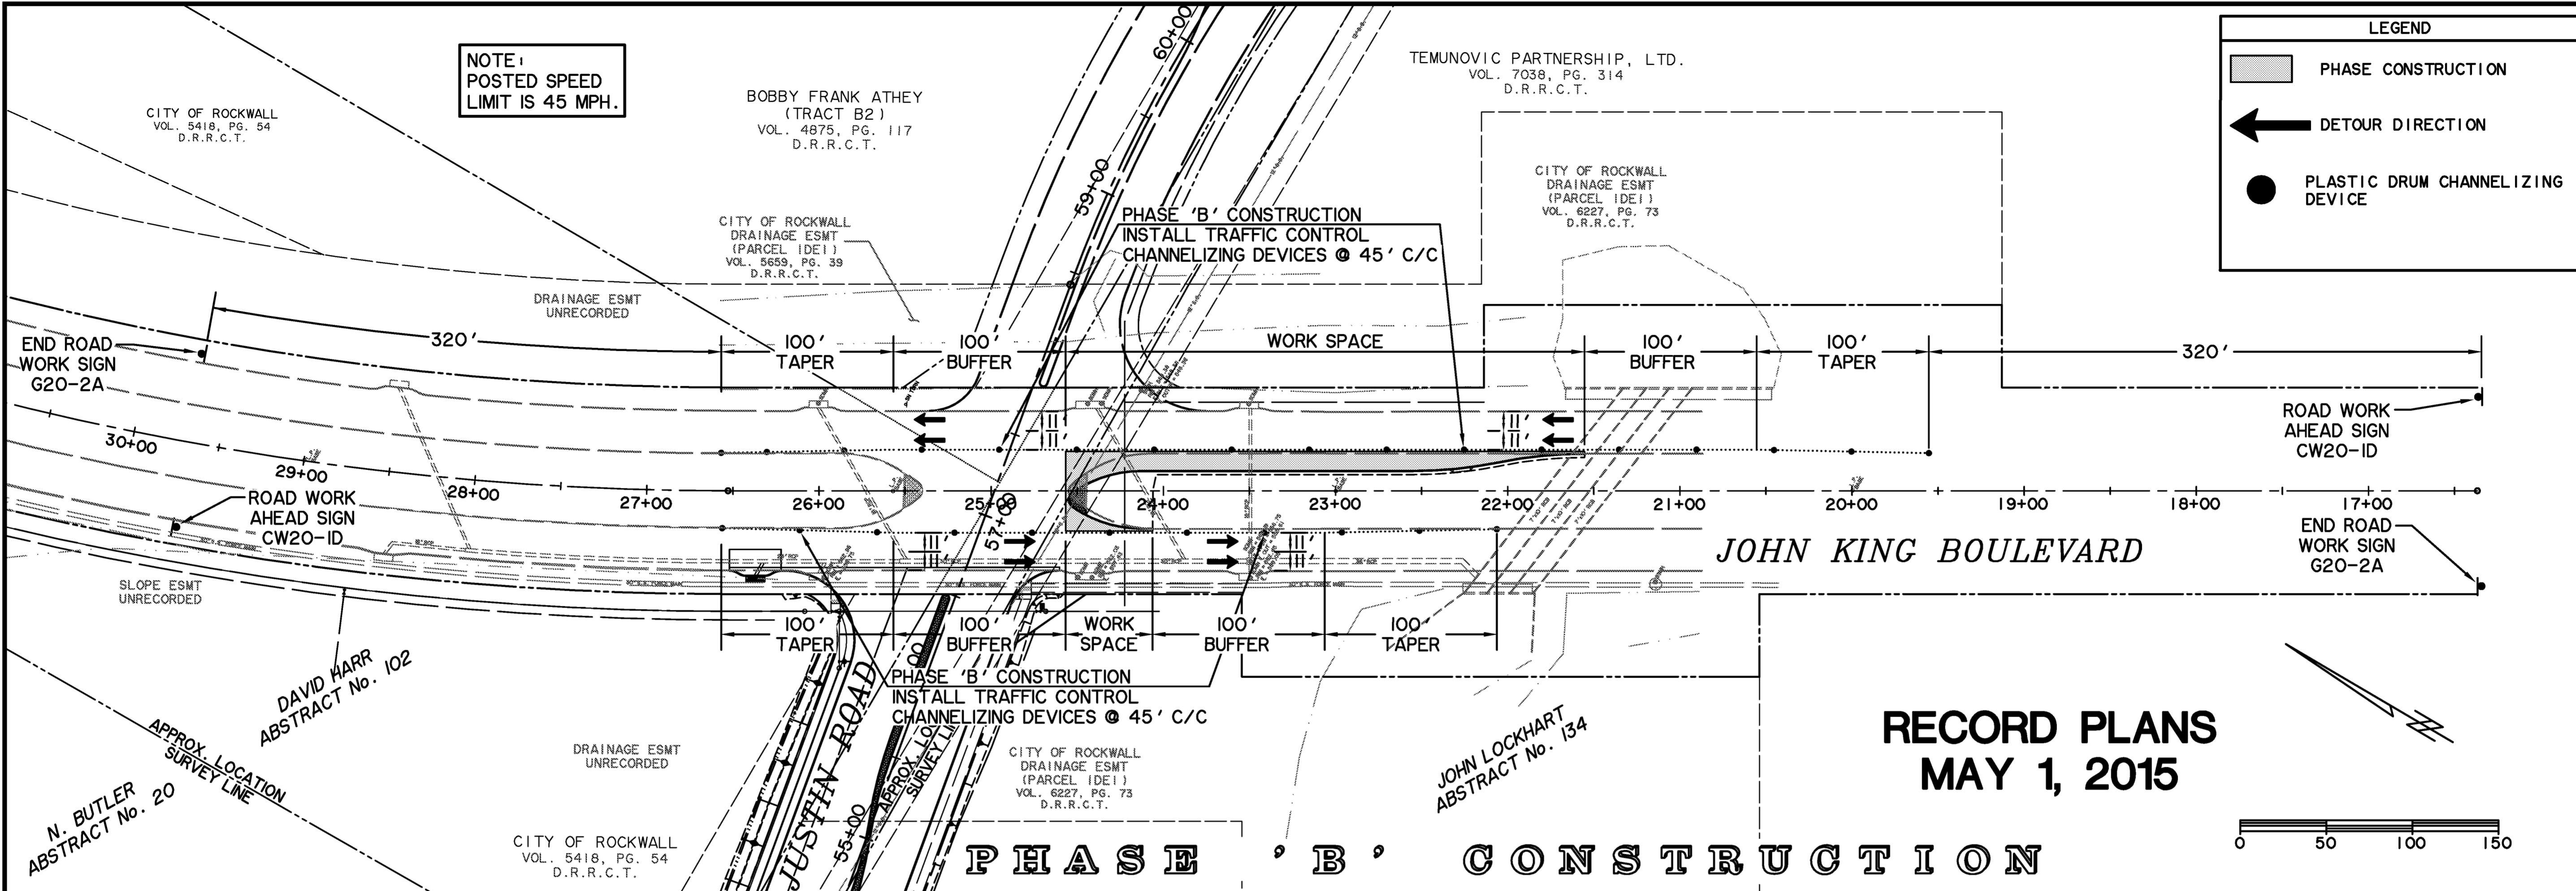 NOTE:
POSTED SPEED
LIMIT IS 45 MPH.
CITY OF ROCKWALL
VOL. 5418, PG. 54
D.R.R.C.T.
BOBBY FRANK ATHEY
(TRACT B2)
VOL. 4875, PG. 117
D.R.R.C.T.
60+00
TEMUNOVIC PARTNERSHIP, LTD.
VOL. 7038, PG. 314
D.R.R.C.T.
LEGEND
PHASE CONSTRUCTION
DETOUR DIRECTION
PLASTIC DRUM CHANNELIZING
DEVICE
59+00
CITY OF ROCKWALL
DRAINAGE ESMT
(PARCEL IDE1)
VOL. 5659, PG. 39
D.R.R.C.T.
CITY OF ROCKWALL
DRAINAGE ESMT
(PARCEL IDE1)
VOL. 6227, PG. 73
D.R.R.C.T.
PHASE 'B' CONSTRUCTION
INSTALL TRAFFIC CONTROL
CHANNELIZING DEVICES @ 45' C/C
DRAINAGE ESMT
UNRECORDED
END ROAD
WORK SIGN
G20-2A
320'
100'
TAPER
100'
BUFFER
WORK SPACE
100'
BUFFER
100'
TAPER
320'
ROAD WORK
AHEAD SIGN
CW20-1D
30+00
29+00
28+00
27+00
26+00
25+00
24+00
23+00
22+00
21+00
20+00
19+00
18+00
17+00
57+00
ROAD WORK
AHEAD SIGN
CW20-1D
END ROAD
WORK SIGN
G20-2A
JOHN KING BOULEVARD
SLOPE ESMT
UNRECORDED
100'
TAPER
100'
BUFFER
WORK
SPACE
100'
BUFFER
100'
TAPER
DAVID HARR
ABSTRACT No. 102
PHASE 'B' CONSTRUCTION
INSTALL TRAFFIC CONTROL
CHANNELIZING DEVICES @ 45' C/C
APPROX. LOCATION
SURVEY LINE
N. BUTLER
ABSTRACT No. 20
DRAINAGE ESMT
UNRECORDED
CITY OF ROCKWALL
VOL. 5418, PG. 54
D.R.R.C.T.
JUSTIN ROAD
55+00
CITY OF ROCKWALL
DRAINAGE ESMT
(PARCEL IDE1)
VOL. 6227, PG. 73
D.R.R.C.T.
JOHN LOCKHART
ABSTRACT No. 134
RECORD PLANS
MAY 1, 2015
0 50 100 150
PHASE 'B' CONSTRUCTION